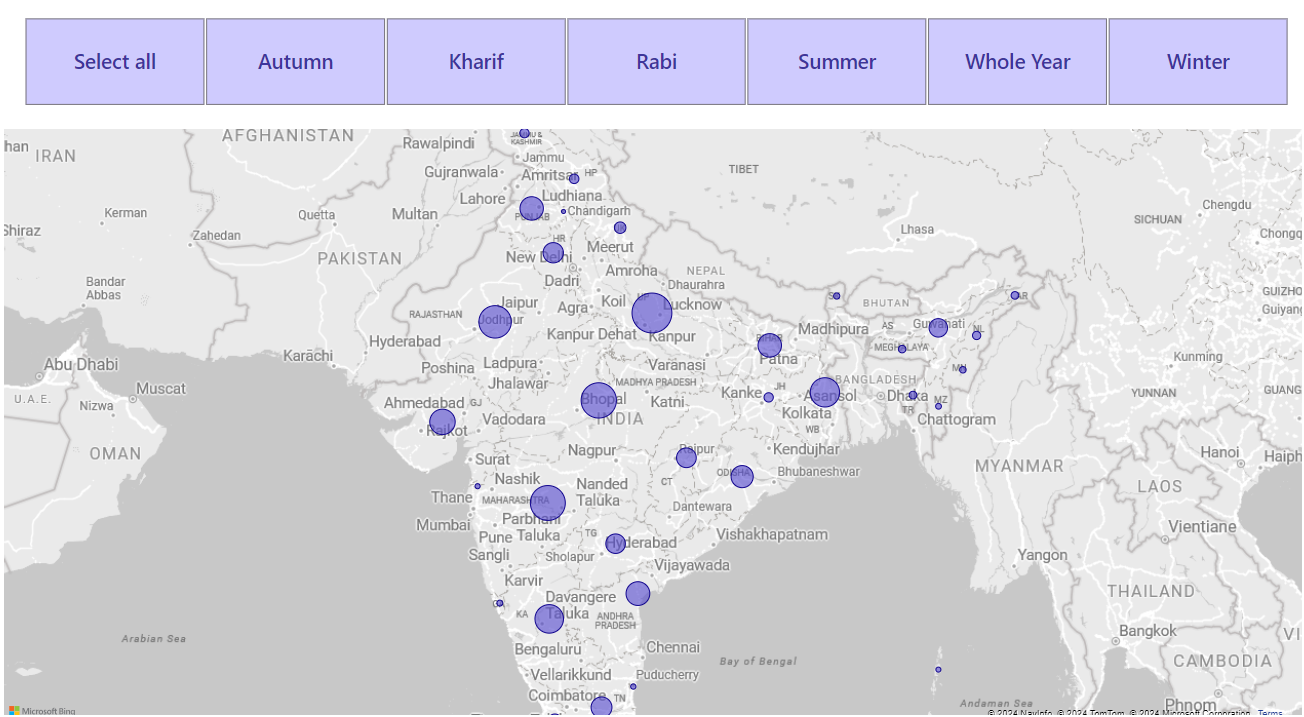 Select all
Autumn
Kharif
Rabi
Summer
Whole Year
Winter
han
IRAN
AFGHANISTAN
Rawalpindi
JAMMU &
KASHMIR
Jammu
Gujranwala
Amritsar
HP
TIBET
Lahore
Ludhiana
Kerman
Quetta
Multan
PUNJAB
Chandigarh
Chengdu
SICHUAN
Shiraz
Zahedan
Lhasa
Chongq
HR
Meerut
PAKISTAN
New Delhi
Amroha
NEPAL
Bandar
Abbas
Dadri
Dhaurahra
GUIZHO
Jaipur
Agra
Koil
Lucknow
BHUTAN
AR
Guiyang
RAJASTHAN
Jodhpur
Kanpur Dehat
Kanpur
BIHAR
Madhipura
AS
Guwahati
NL
Hyderabad
MEGHALAYA
Karāchi
Ladpura
Patna
Kunming
Abu Dhabi
Poshina
Varānasi
Muscat
Jhalawar
MADHYA PRADESH
JH
BANGLADESH
YUNNAN
GUANG
U.A.E.
Nizwa
Ahmedabad
GJ
Bhopal
Katni
Kanke
Asansol
Dhaka
MZ
TR
Vadodara
INDIA
Kolkata
Chattogram
Rajkot
WB
OMAN
Nagpur
Raipur
Kendujhar
Hanoi
Haiph
Surat
ODISHA
Bhubaneshwar
MYANMAR
Nashik
Nanded
Taluka
CT
LAOS
Thane
MAHARASHTRA
Dantewara
Mumbai
Parbhani
Taluka
Pune
TG
Hyderabad
Vishakhapatnam
Vientiane
Sangli
Sholapur
Vijayawada
Yangon
Karvir
THAILAND
Davangere
Taluka
KA
ANDHRA
PRADESH
Bangkok
VI
Arabian Sea
Bengaluru
Chennai
Bay of Bengal
CAMBODIA
Vellarikkund
Puducherry
Coimbatore
TN
Andaman Sea
Phnom
Microsoft Bing
© 2024 NavInfo, © 2024 TomTom, © 2024 Microsoft Corporation
Terms